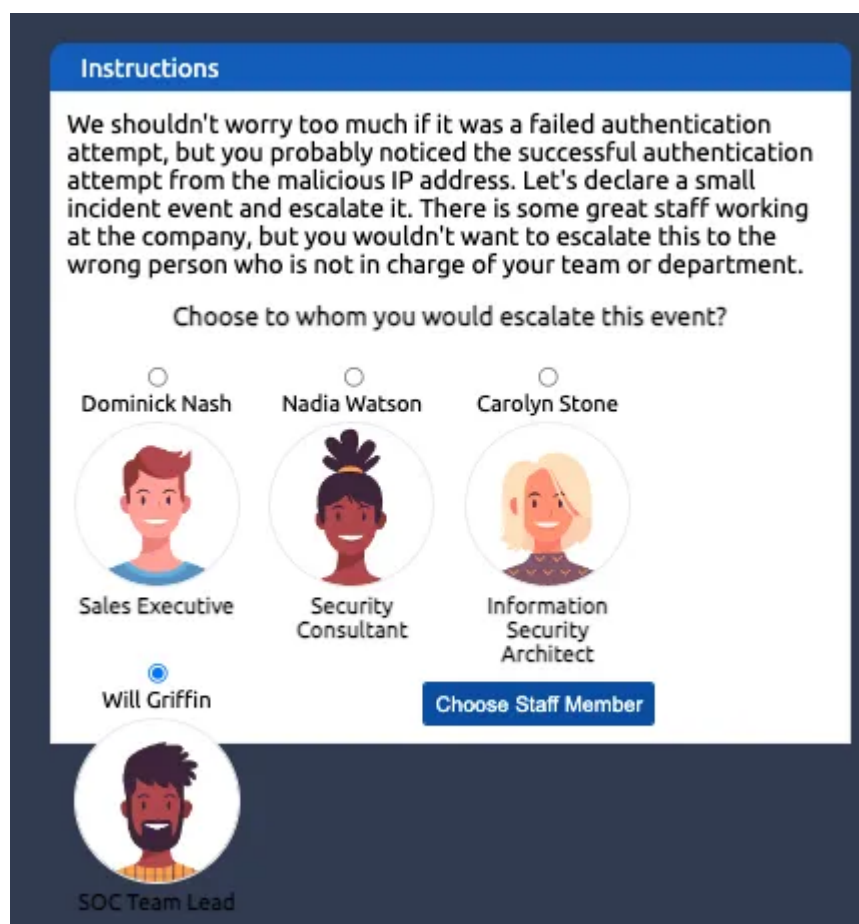 Instructions
We shouldn't worry too much if it was a failed authentication
attempt, but you probably noticed the successful authentication
attempt from the malicious IP address. Let's declare a small
incident event and escalate it. There is some great staff working
at the company, but you wouldn't want to escalate this to the
wrong person who is not in charge of your team or department.
Choose to whom you would escalate this event?
Dominick Nash
Nadia Watson
Carolyn Stone
Sales Executive
Security
Consultant
Information
Security
Architect
Will Griffin
Choose Staff Member
SOC Team Lead